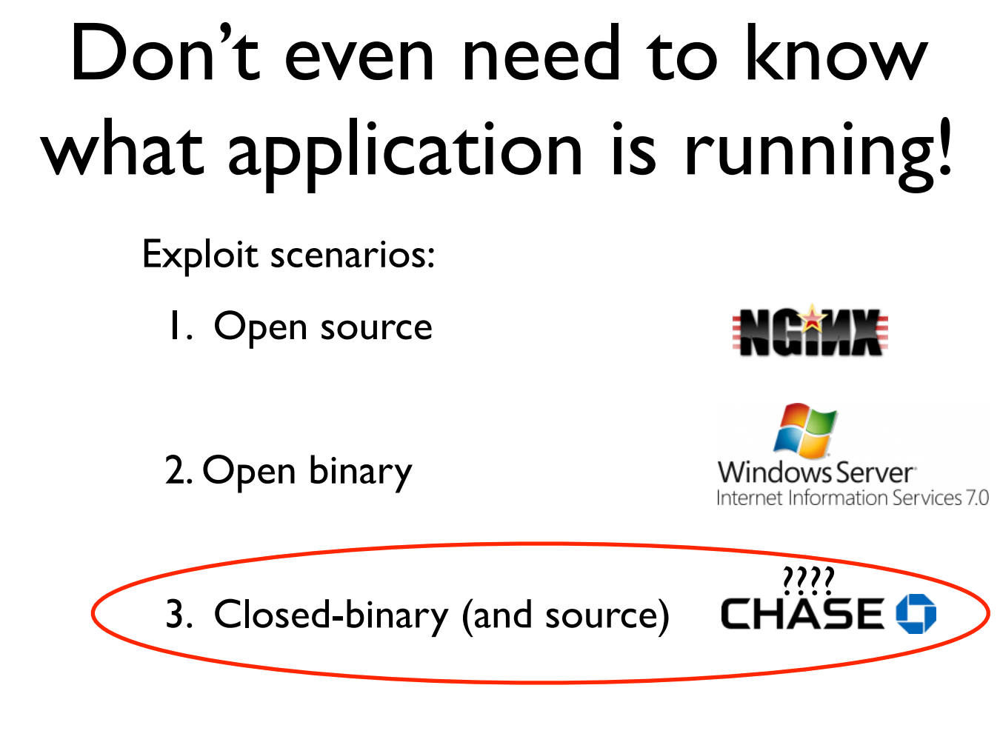 Don't even need to know
what application is running!
Exploit scenarios:
1. Open source
NGINX
2. Open binary
Windows Server
Internet Information Services 7.0
????
3. Closed-binary (and source)
CHASE